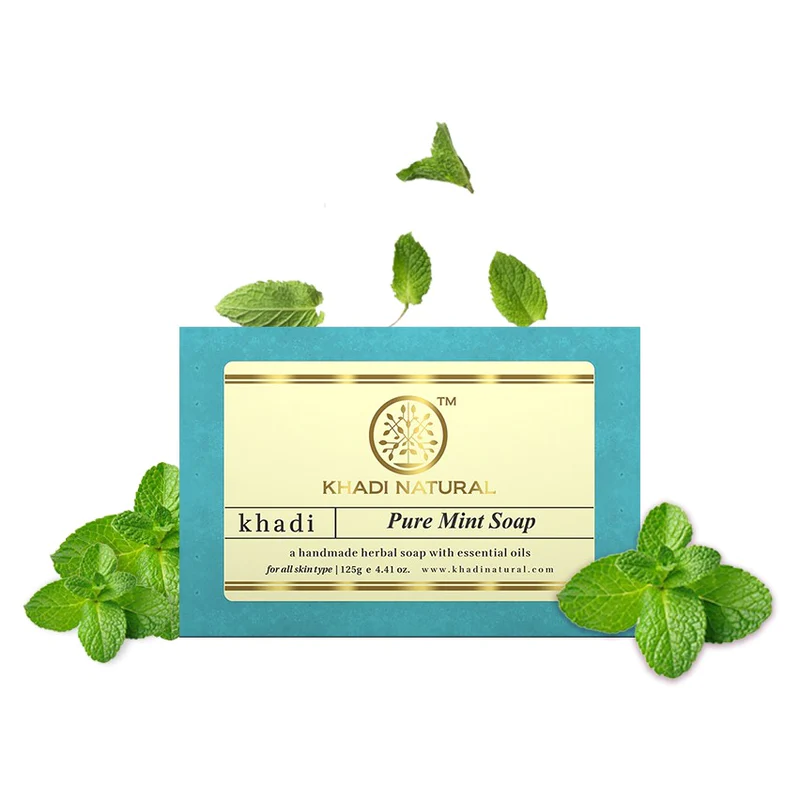 TM
KHADI NATURAL
khadi
Pure Mint Soap
a handmade herbal soap with essential oils
for all skin type | 125g e 4.41 oz. www.khadinatural.com